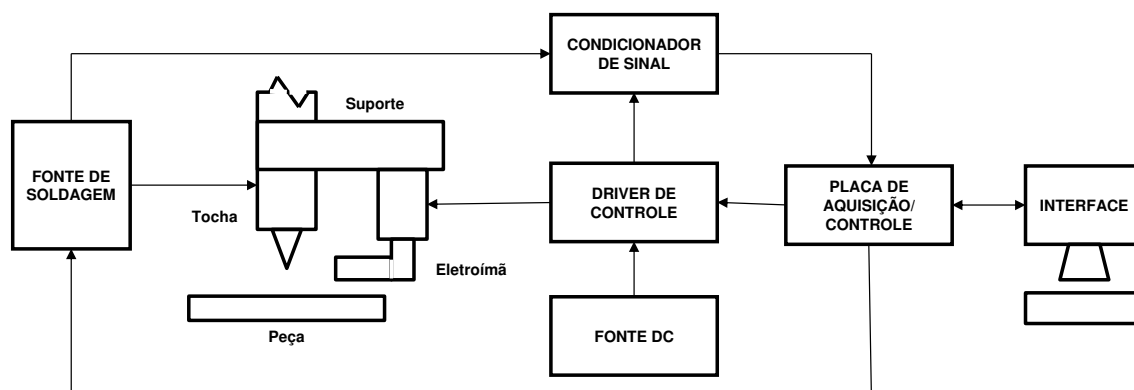 CONDICIONADOR
DE SINAL
Suporte
FONTE DE
SOLDAGEM
Tocha
DRIVER DE
CONTROLE
PLACA DE
AQUISIÇÃO/
CONTROLE
INTERFACE
Eletroímã
Peça
FONTE DC